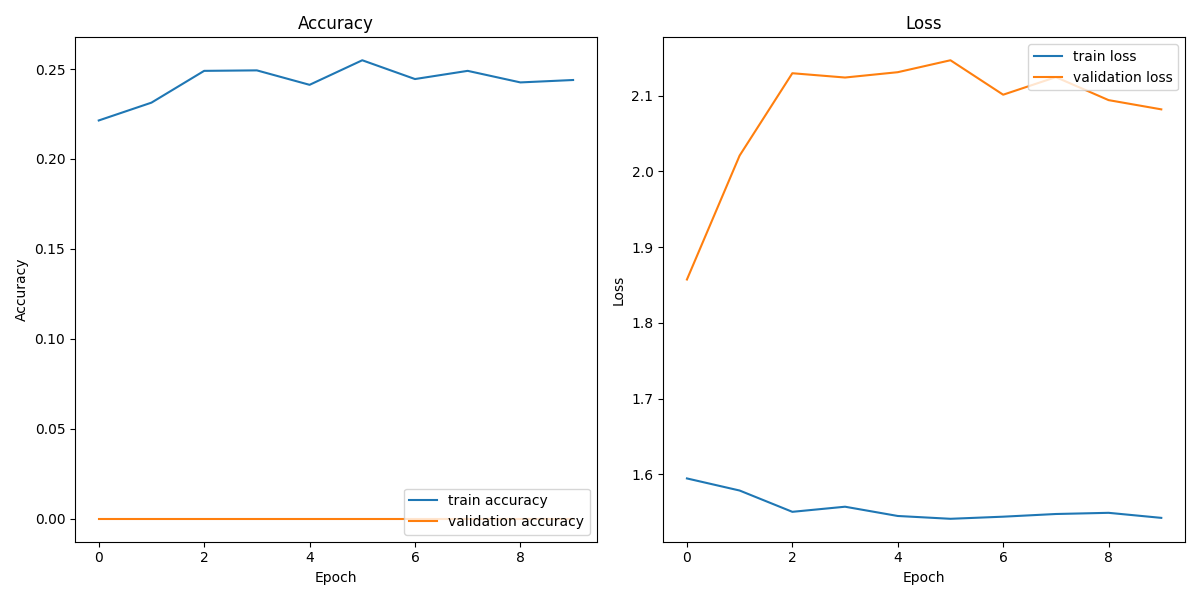 Accuracy
0.25
0.20
0.15
0.10
0.05
0.00
Accuracy
train accuracy
validation accuracy
0 2 4 6 8
Epoch
Loss
2.1
2.0
1.9
1.8
1.7
1.6
Loss
train loss
validation loss
0 2 4 6 8
Epoch